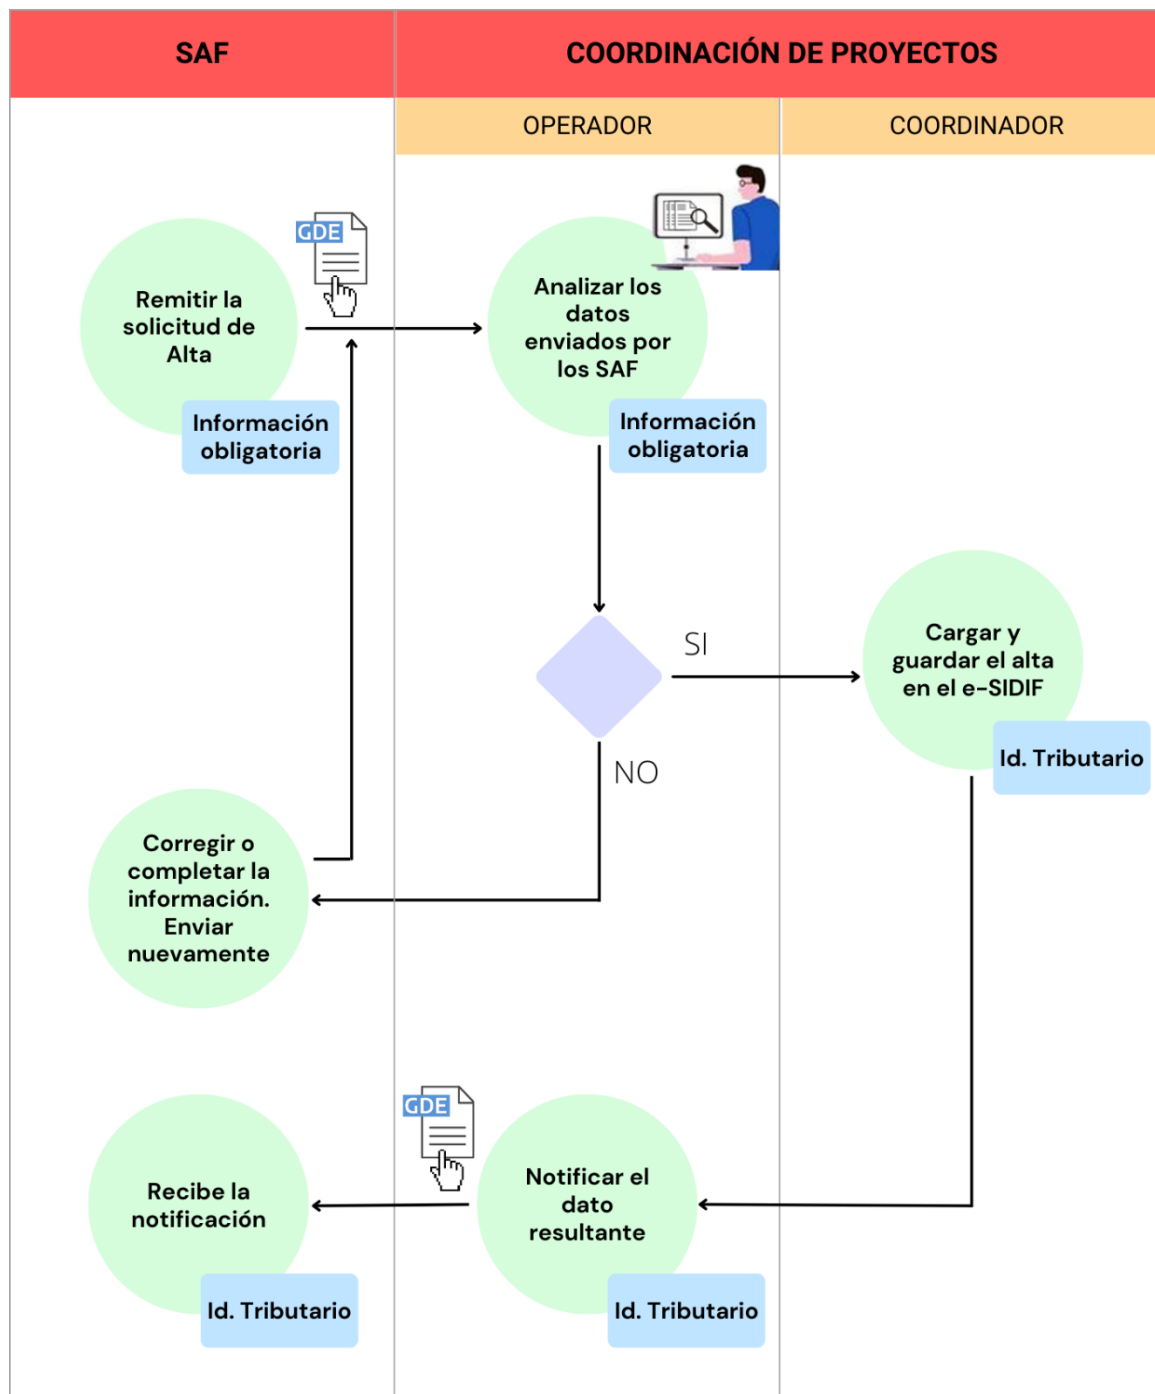 SAF
COORDINACIÓN DE PROYECTOS
OPERADOR
COORDINADOR
GDE
Remitir la
solicitud de
Alta
Información
obligatoria
Analizar los
datos
enviados por
los SAF
Información
obligatoria
SI
NO
Cargar y
guardar el alta
en el e-SIDIF
Id. Tributario
Corregir o
completar la
información.
Enviar
nuevamente
GDE
Notificar el
dato
resultante
Id. Tributario
Recibe la
notificación
Id. Tributario